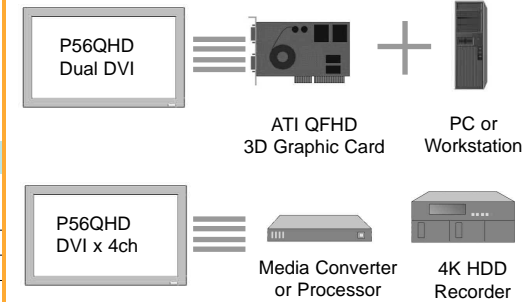 P56QHD
Dual DVI
ATI QFHD
3D Graphic Card
PC or
Workstation
P56QHD
DVI x 4ch
Media Converter
or Processor
4K HDD
Recorder